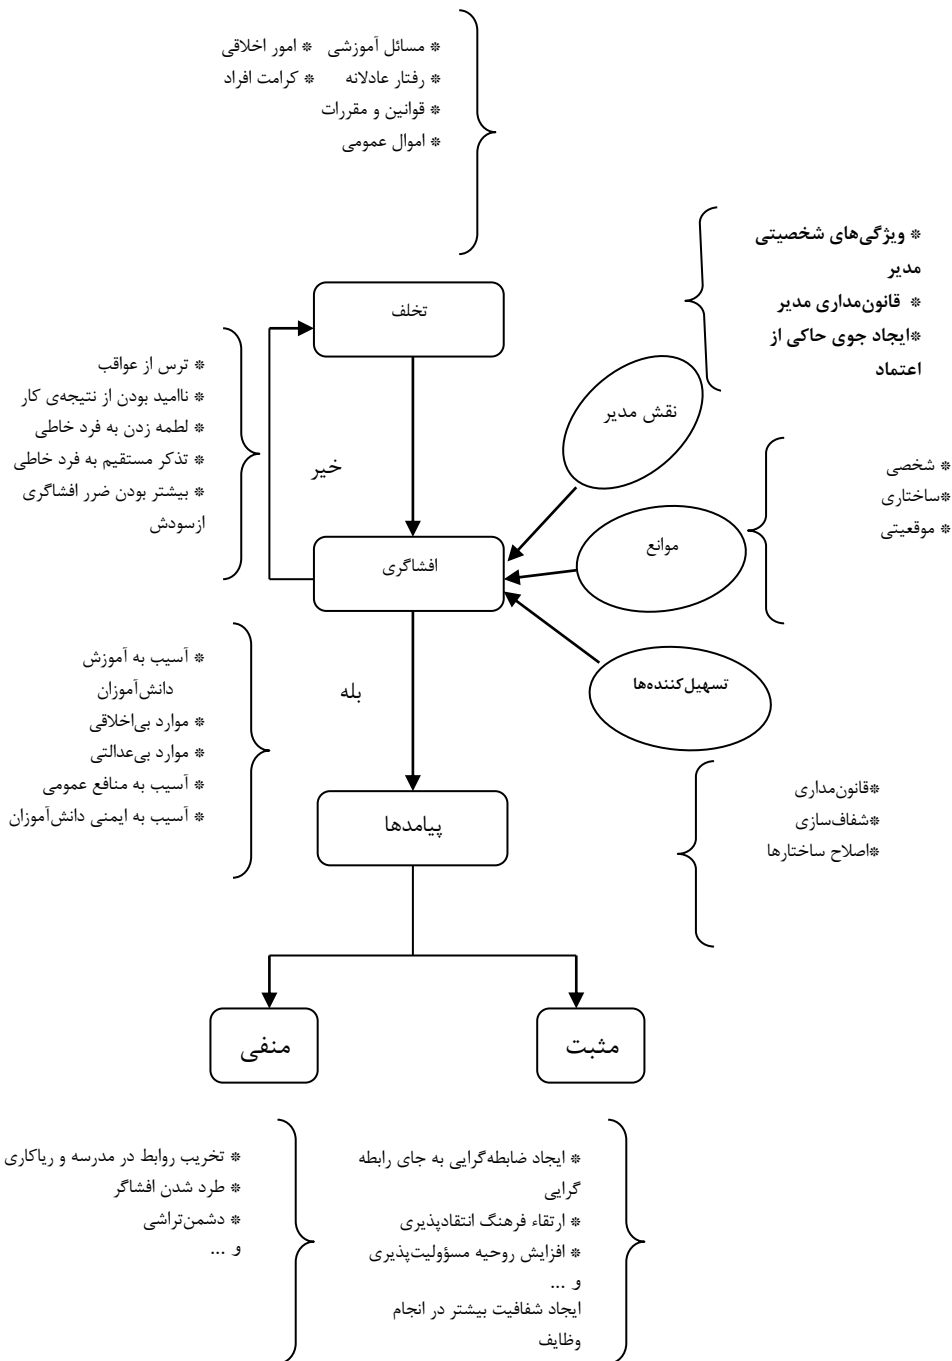 ※ مسائل آموزشی ※ امور اخلاقی
※ رفتار عادلانه ※ کرامت افراد
※ قوانین و مقررات
※ اموال عمومی
※ ویژگی‌های شخصیتی
مدیر
※ قانون‌مداری مدیر
※ایجاد جوی حاکی از
اعتماد
تخلف
نقش مدیر
※ ترس از عواقب
※ ناامید بودن از نتیجه‌ی کار
※ لطمه زدن به فرد خاطی
※ تذکر مستقیم به فرد خاطی
※ بیشتر بودن ضرر افشاگری
ازسودش
خیر
※ شخصی
※ساختاری
※ موقعیتی
موانع
افشاگری
※ آسیب به آموزش
دانش‌آموزان
※ موارد بی‌اخلاقی
※ موارد بی‌عدالتی
※ آسیب به منافع عمومی
※ آسیب به ایمنی دانش‌آموزان
بله
تسهیل‌کننده‌ها
※قانون‌مداری
※شفاف‌سازی
※اصلاح ساختارها
پیامدها
مثبت
منفی
※ ایجاد ضابطه‌گرایی به جای رابطه
گرایی
※ ارتقاء فرهنگ انتقادپذیری
※ افزایش روحیه مسؤولیت‌پذیری
و ...
ایجاد شفافیت بیشتر در انجام
وظایف
※ تخریب روابط در مدرسه و ریاکاری
※ طرد شدن افشاگر
※ دشمن‌تراشی
و ...